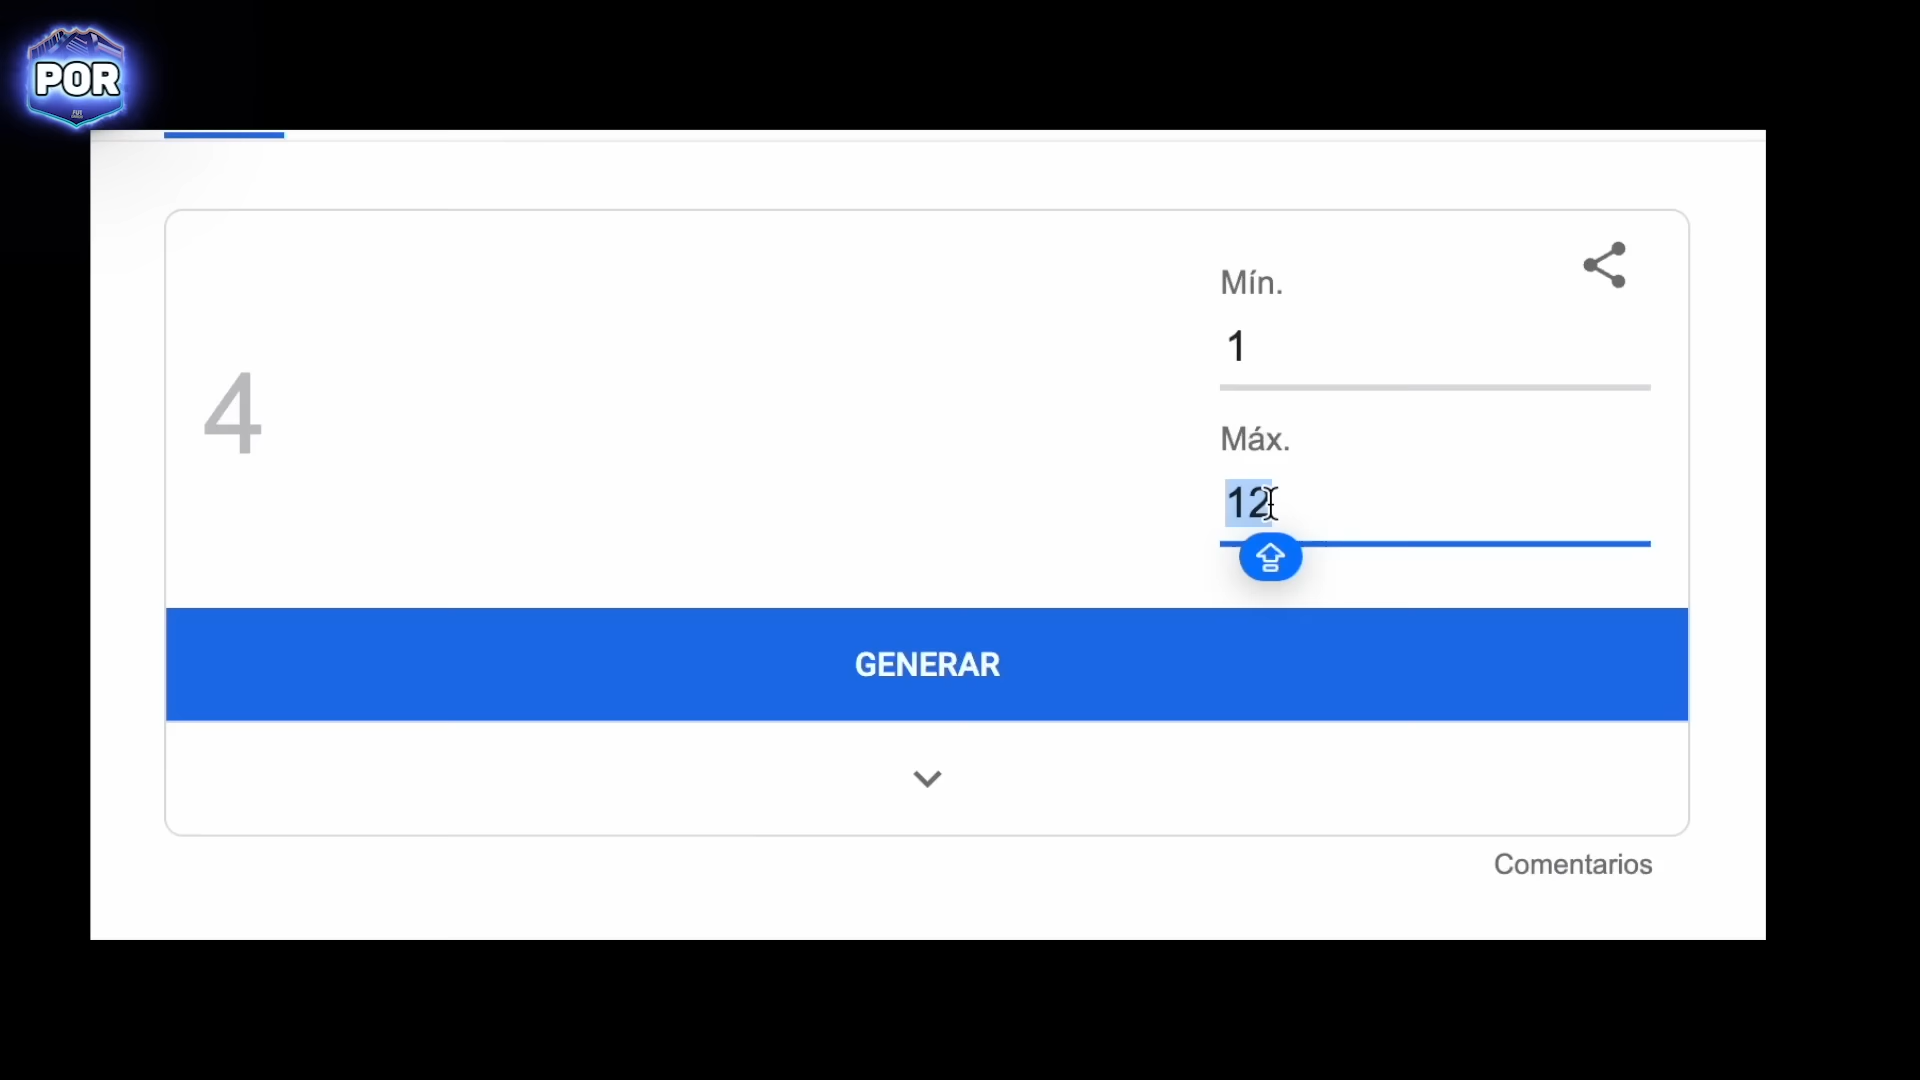 POR
Mín.
1
4
Máx.
12
GENERAR
Comentarios